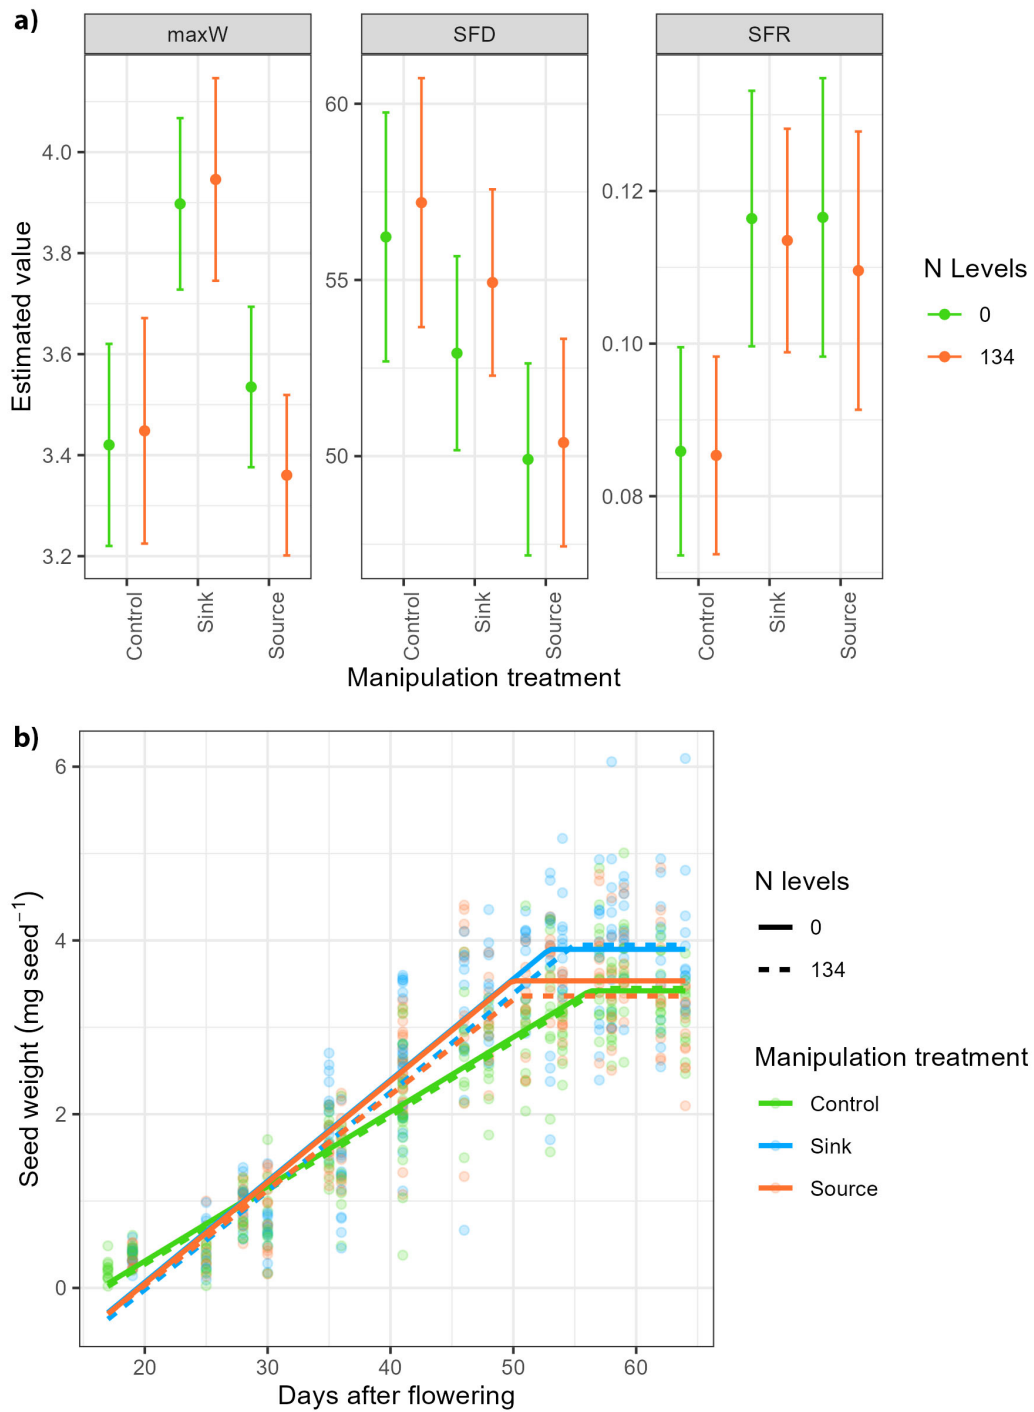 a)
maxW
SFD
SFR
Estimated value
4.0
3.8
3.6
3.4
3.2
60
55
50
0.12
0.10
0.08
Control
Sink
Source
Control
Sink
Source
Control
Sink
Source
Manipulation treatment
N Levels
0
134
b)
Seed weight (mg seed⁻¹)
6
4
2
0
20
30
40
50
60
Days after flowering
N levels
0
134
Manipulation treatment
Control
Sink
Source